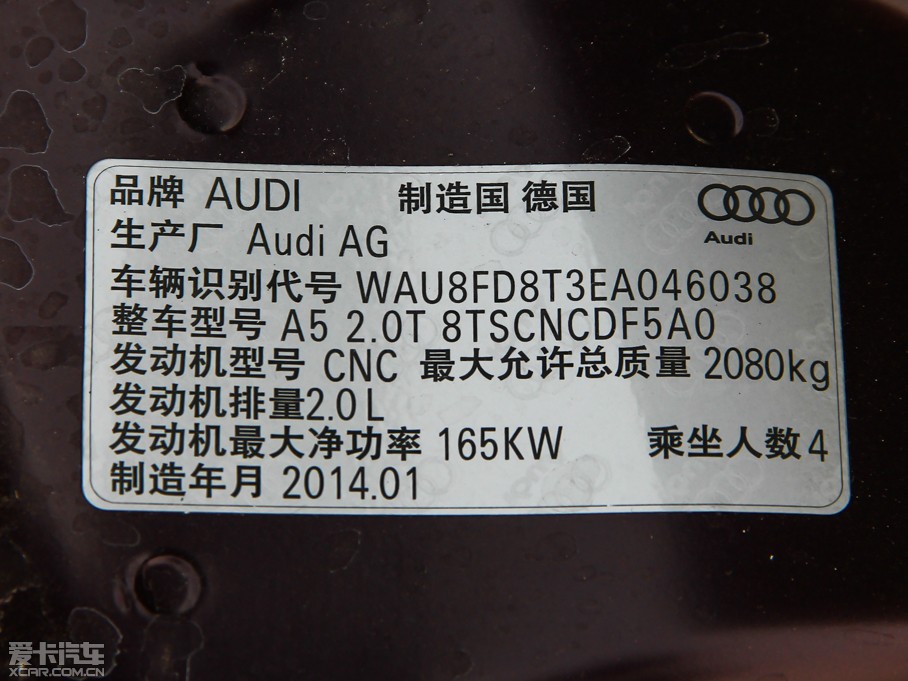 品牌 AUDI 制造国 德国
Audi
生产厂 Audi AG
车辆识别代号 WAU8FD8T3EA046038
整车型号 A5 2.0T 8TSCNCDF5A0
发动机型号 CNC 最大允许总质量 2080kg
发动机排量2.0L
发动机最大净功率 165KW 乘坐人数4
制造年月 2014.01
爱卡汽车
XCAR.COM.CN